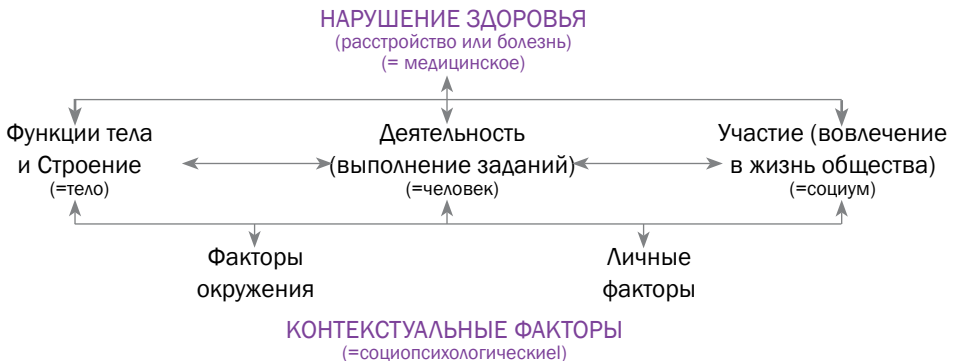 НАРУШЕНИЕ ЗДОРОВЬЯ
(расстройство или болезнь)
(= медицинское)
Функции тела
и Строение
(=тело)
Деятельность
(выполнение заданий)
(=человек)
Участие (вовлечение
в жизнь общества)
(=социум)
Факторы
окружения
Личные
факторы
КОНТЕКСТУАЛЬНЫЕ ФАКТОРЫ
(=социопсихологическиеl)